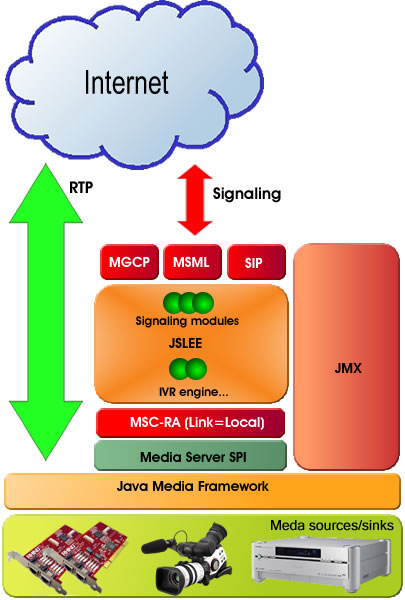 Internet
RTP
Signaling
MGCP
MSML
SIP
Signaling modules
JSLEE
IVR engine...
JMX
MSC-RA (Link=Local)
Media Server SPI
Java Media Framework
Meda sources/sinks